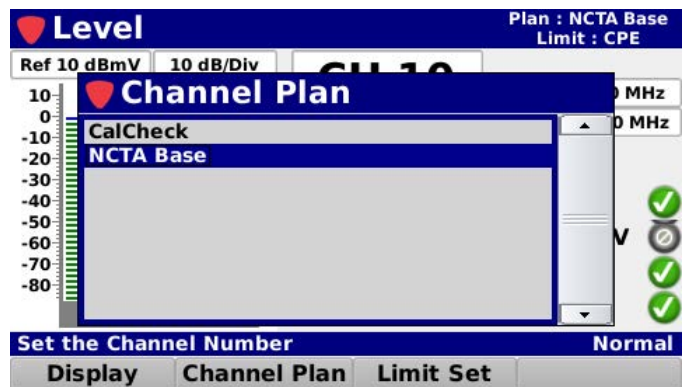 Level
Plan : NCTA Base
Limit : CPE
Ref 10 dBmV
10 dB/Div
Channel Plan
MHz
0 MHz
CalCheck
NCTA Base
10
0
-10
-20
-30
-40
-50
-60
-70
-80
V
Set the Channel Number
Normal
Display
Channel Plan
Limit Set